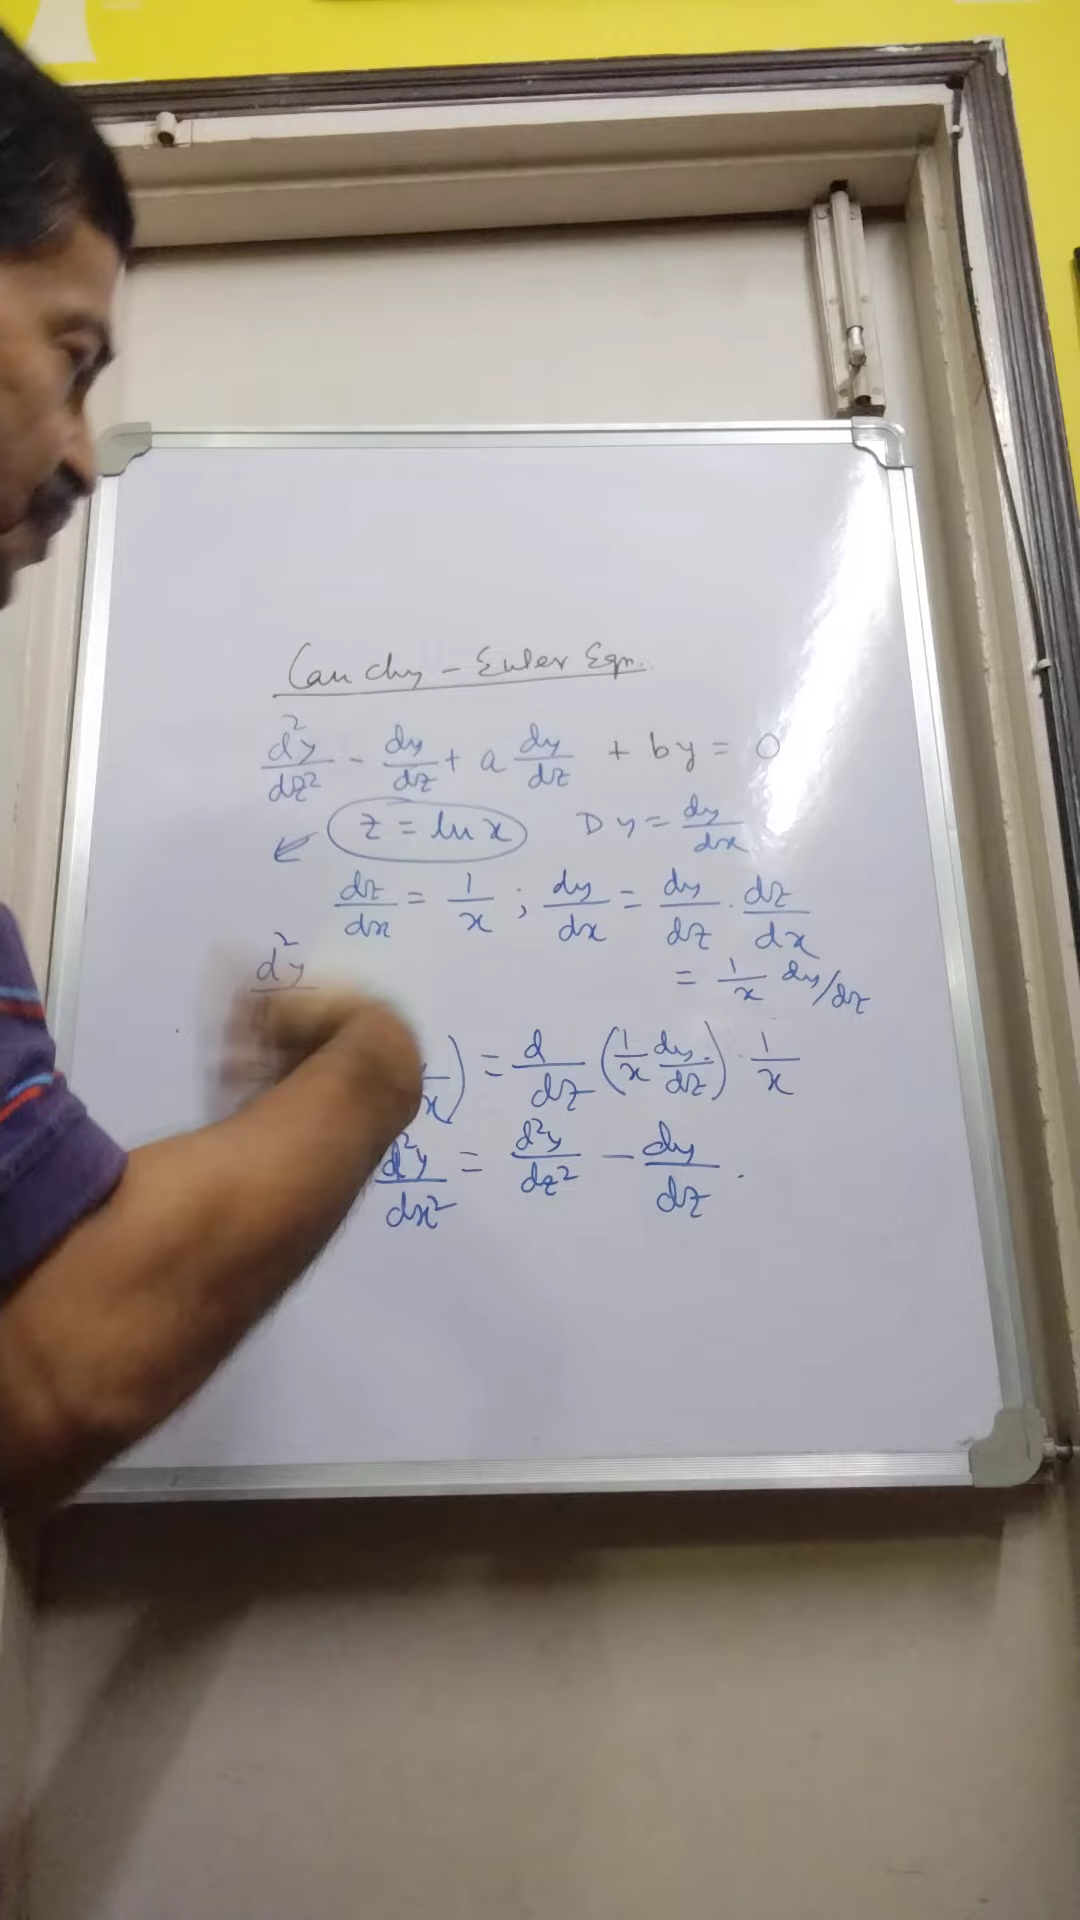 Cauchy - Euler Eqn.
d²y/dz² - dy/dz + a dy/dz + by = 0
z = ln x Dy = dy/dx
dz/dx = 1/x ; dy/dx = dy/dz . dz/dx
d²y = 1/x dy/dz
x) = d/dz (1/x dy/dz) . 1/x
d²y/dx² = d²y/dz² - dy/dz .